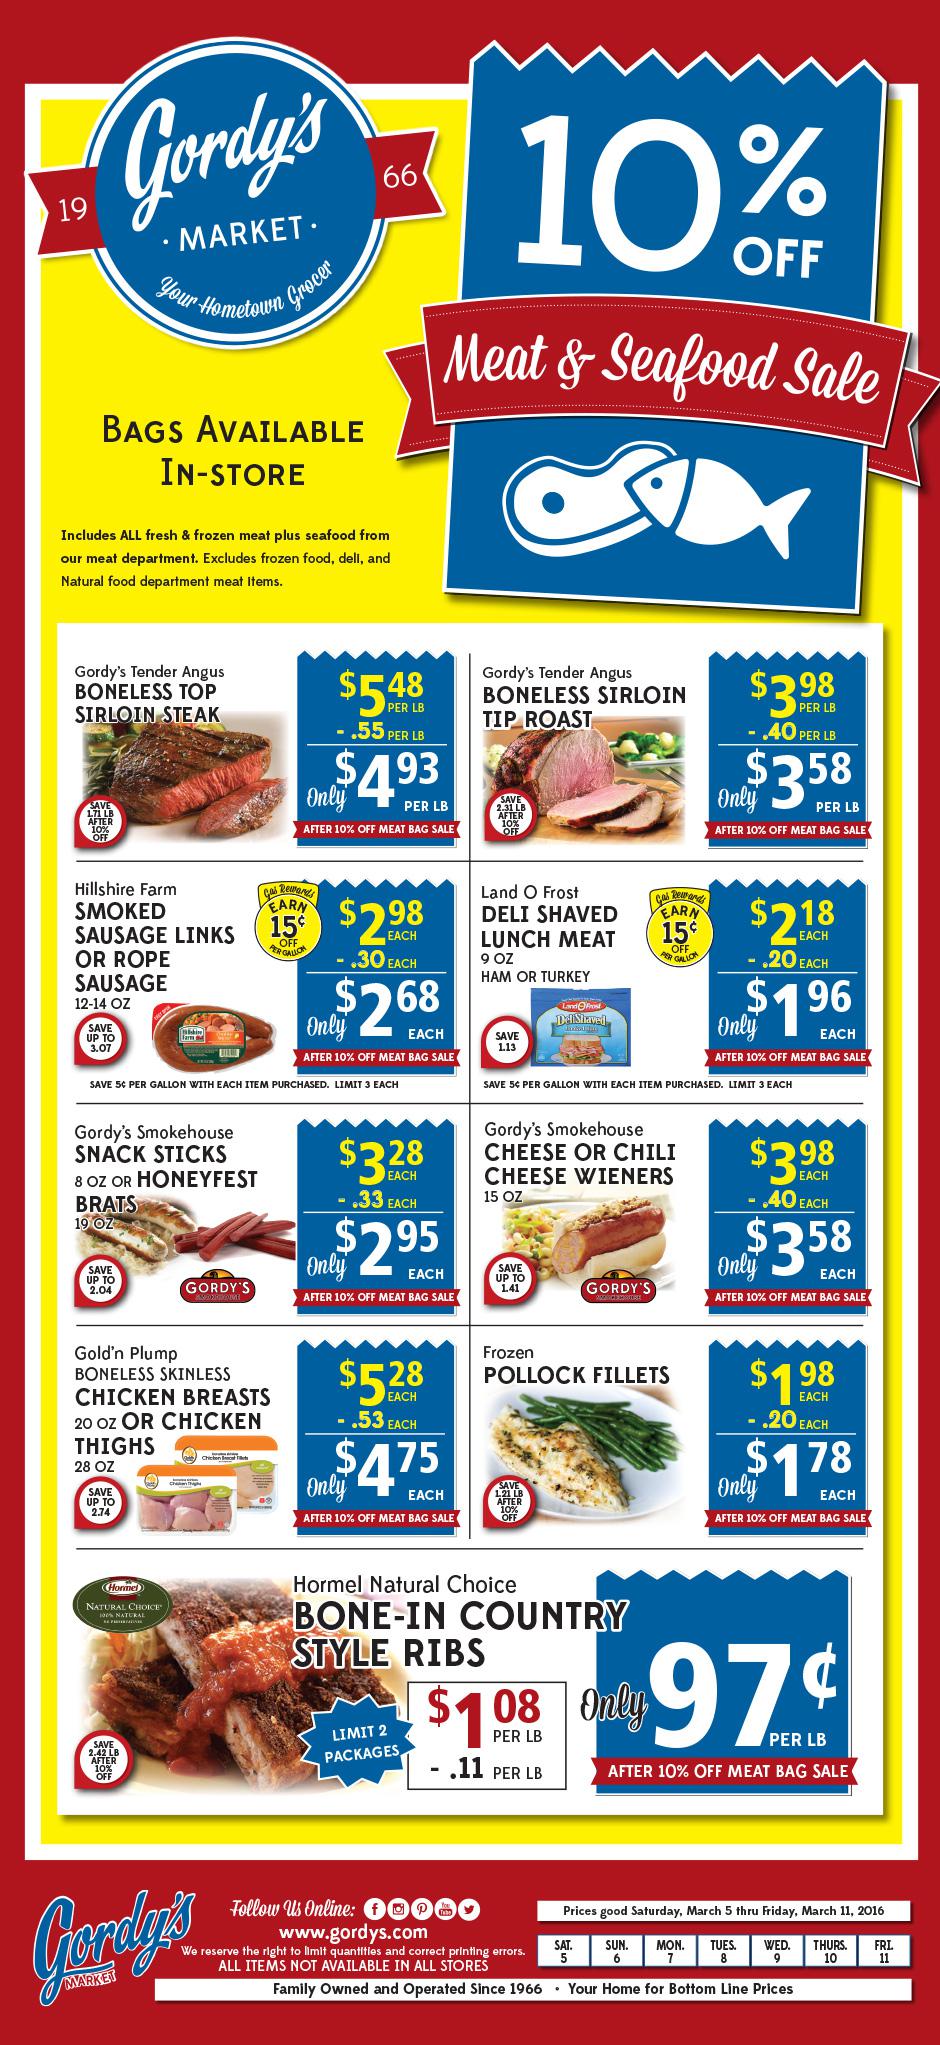 Gordy's
19 66
· MARKET ·
Your Hometown Grocer
10%
OFF
Meat & Seafood Sale
BAGS AVAILABLE
IN-STORE
Includes ALL fresh & frozen meat plus seafood from
our meat department. Excludes frozen food, deli, and
Natural food department meat items.
Gordy's Tender Angus
BONELESS TOP
SIRLOIN STEAK
SAVE
1.71 LB
AFTER
10%
OFF
$5 48
PER LB
- .55 PER LB
Only $4 93
PER LB
AFTER 10% OFF MEAT BAG SALE
Gordy's Tender Angus
BONELESS SIRLOIN
TIP ROAST
SAVE
2.31 LB
AFTER
10%
OFF
$3 98
PER LB
- .40 PER LB
Only $3 58
PER LB
AFTER 10% OFF MEAT BAG SALE
Hillshire Farm
SMOKED
SAUSAGE LINKS
OR ROPE
SAUSAGE
12-14 OZ
SAVE
UP TO
3.07
Hillshire
Farm
Gas Rewards
EARN
15¢
OFF
PER GALLON
$2 98
EACH
- .30 EACH
Only $2 68
EACH
AFTER 10% OFF MEAT BAG SALE
SAVE 5¢ PER GALLON WITH EACH ITEM PURCHASED. LIMIT 3 EACH
Land O Frost
DELI SHAVED
LUNCH MEAT
9 OZ
HAM OR TURKEY
SAVE
1.13
Land O Frost
Deli Shaved
Gas Rewards
EARN
15¢
OFF
PER GALLON
$2 18
EACH
- .20 EACH
Only $1 96
EACH
AFTER 10% OFF MEAT BAG SALE
SAVE 5¢ PER GALLON WITH EACH ITEM PURCHASED. LIMIT 3 EACH
Gordy's Smokehouse
SNACK STICKS
8 OZ OR HONEYFEST
BRATS
19 OZ
SAVE
UP TO
2.04
GORDY'S
SMOKEHOUSE
$3 28
EACH
- .33 EACH
Only $2 95
EACH
AFTER 10% OFF MEAT BAG SALE
Gordy's Smokehouse
CHEESE OR CHILI
CHEESE WIENERS
15 OZ
SAVE
UP TO
1.41
GORDY'S
SMOKEHOUSE
$3 98
EACH
- .40 EACH
Only $3 58
EACH
AFTER 10% OFF MEAT BAG SALE
Gold'n Plump
BONELESS SKINLESS
CHICKEN BREASTS
20 OZ OR CHICKEN
THIGHS
28 OZ
SAVE
UP TO
2.74
Chicken Breast Fillets
Chicken Thighs
$5 28
EACH
- .53 EACH
Only $4 75
EACH
AFTER 10% OFF MEAT BAG SALE
Frozen
POLLOCK FILLETS
SAVE
1.21 LB
AFTER
10%
OFF
$1 98
EACH
- .20 EACH
Only $1 78
EACH
AFTER 10% OFF MEAT BAG SALE
Hormel
NATURAL CHOICE
100% NATURAL
NO PRESERVATIVES
Hormel Natural Choice
BONE-IN COUNTRY
STYLE RIBS
SAVE
2.42 LB
AFTER
10%
OFF
LIMIT 2
PACKAGES
$1 08
PER LB
- .11 PER LB
Only 97¢
PER LB
AFTER 10% OFF MEAT BAG SALE
Gordy's
MARKET
Follow Us Online:
You
Tube
www.gordys.com
We reserve the right to limit quantities and correct printing errors.
ALL ITEMS NOT AVAILABLE IN ALL STORES
Prices good Saturday, March 5 thru Friday, March 11, 2016
SAT. SUN. MON. TUES. WED. THURS. FRI.
5 6 7 8 9 10 11
Family Owned and Operated Since 1966 • Your Home for Bottom Line Prices